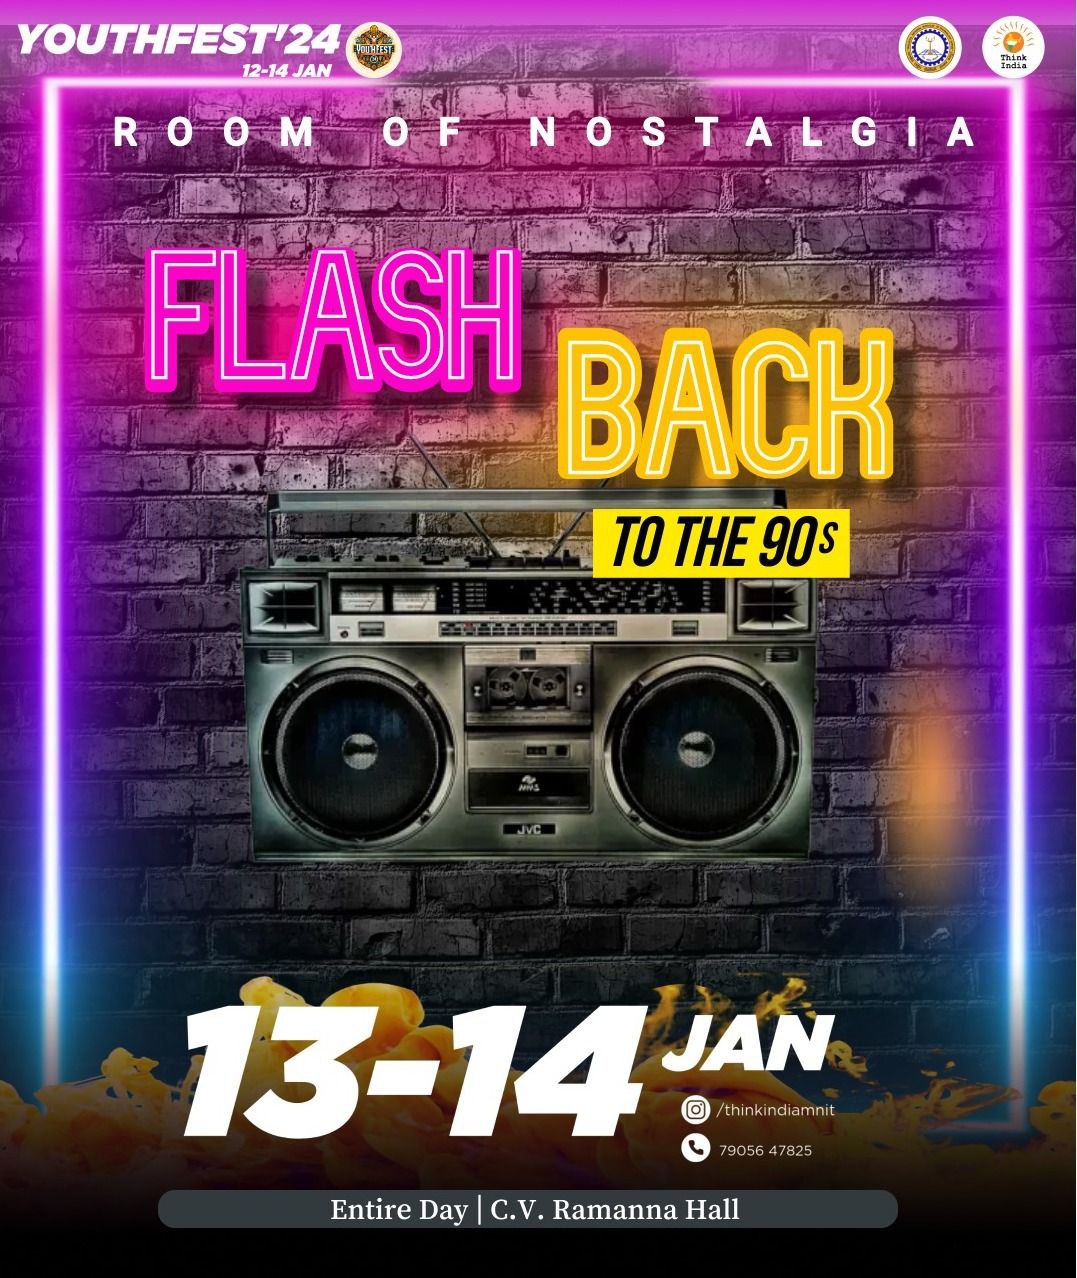 YOUTHFEST'24
12-14 JAN
YOUTHFEST
Think
India
ROOM OF NOSTALGIA
FLASH
BACK
TO THE 90s
JVC
13-14 JAN
/thinkindiamnit
79056 47825
Entire Day | C.V. Ramanna Hall